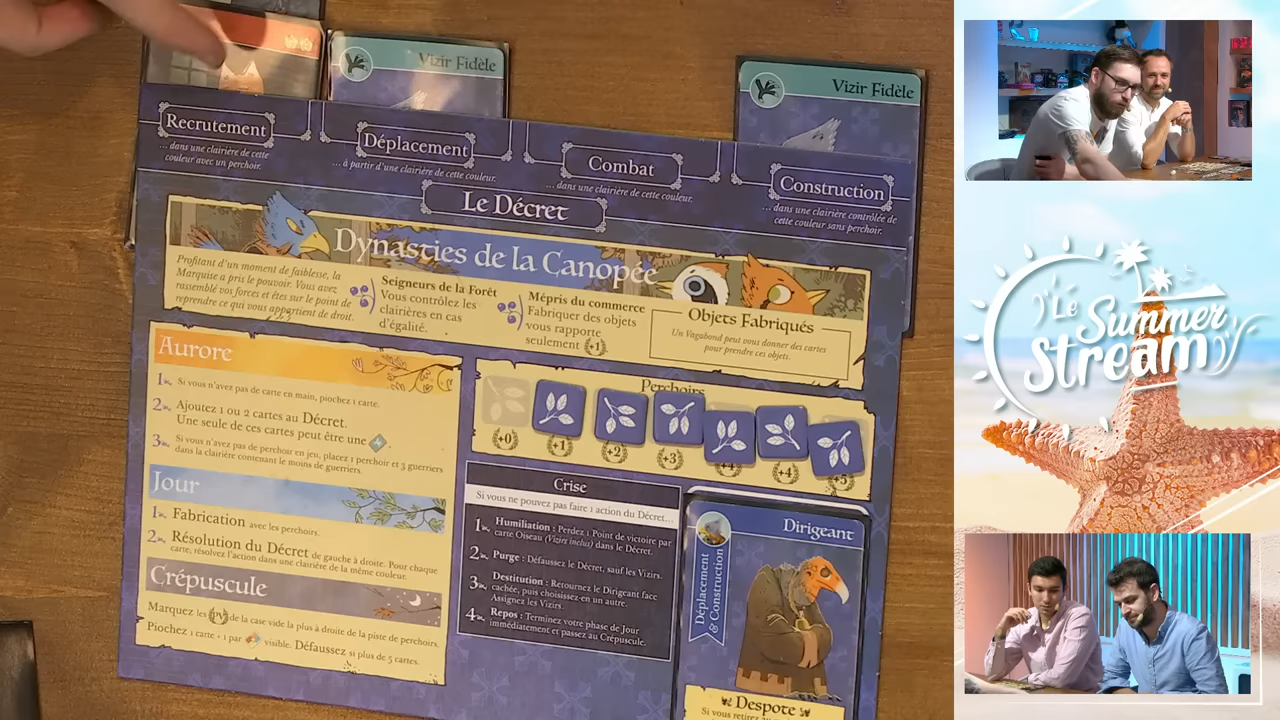 Vizir Fidèle
Vizir Fidèle
Recrutement
... dans une clairière de cette
couleur avec un perchoir.
Déplacement
... à partir d'une clairière de cette couleur.
Combat
... dans une clairière de cette couleur.
Construction
... dans une clairière contrôlée de
cette couleur sans perchoir.
Le Décret
Dynasties de la Canopée
Profitant d'un moment de faiblesse, la
Marquise a pris le pouvoir. Vous avez
rassemblé vos forces et êtes sur le point de
reprendre ce qui vous appartient de droit.
Seigneurs de la Forêt
Vous contrôlez les
clairières en cas
d'égalité.
Mépris du commerce
Fabriquer des objets
vous rapporte
seulement +1
Objets Fabriqués
Un Vagabond peut vous donner des cartes
pour prendre ces objets.
Aurore
1 Si vous n'avez pas de carte en main, piochez 1 carte.
2 Ajoutez 1 ou 2 cartes au Décret.
Une seule de ces cartes peut être une
3 Si vous n'avez pas de perchoir en jeu, placez 1 perchoir et 3 guerriers
dans la clairière contenant le moins de guerriers.
Jour
1 Fabrication avec les perchoirs.
2 Résolution du Décret de gauche à droite. Pour chaque
carte, résolvez l'action dans une clairière de la même couleur.
Crépuscule
Marquez les PV de la case vide la plus à droite de la piste de perchoirs.
Piochez 1 carte + 1 par visible. Défaussez si plus de 5 cartes.
Perchoirs
+0 +1 +2 +3 +4 +5
Crise
Si vous ne pouvez pas faire 1 action du Décret...
1 Humiliation : Perdez 1 Point de victoire par
carte Oiseau (Vizirs inclus) dans le Décret.
2 Purge : Défaussez le Décret, sauf les Vizirs.
3 Destitution : Retournez le Dirigeant face
cachée, puis choisissez-en un autre.
Assignez les Vizirs.
4 Repos : Terminez votre phase de Jour
immédiatement et passez au Crépuscule.
Dirigeant
Déplacement
& Construction
Despote
Si vous retirez au
Le
Summer
Stream